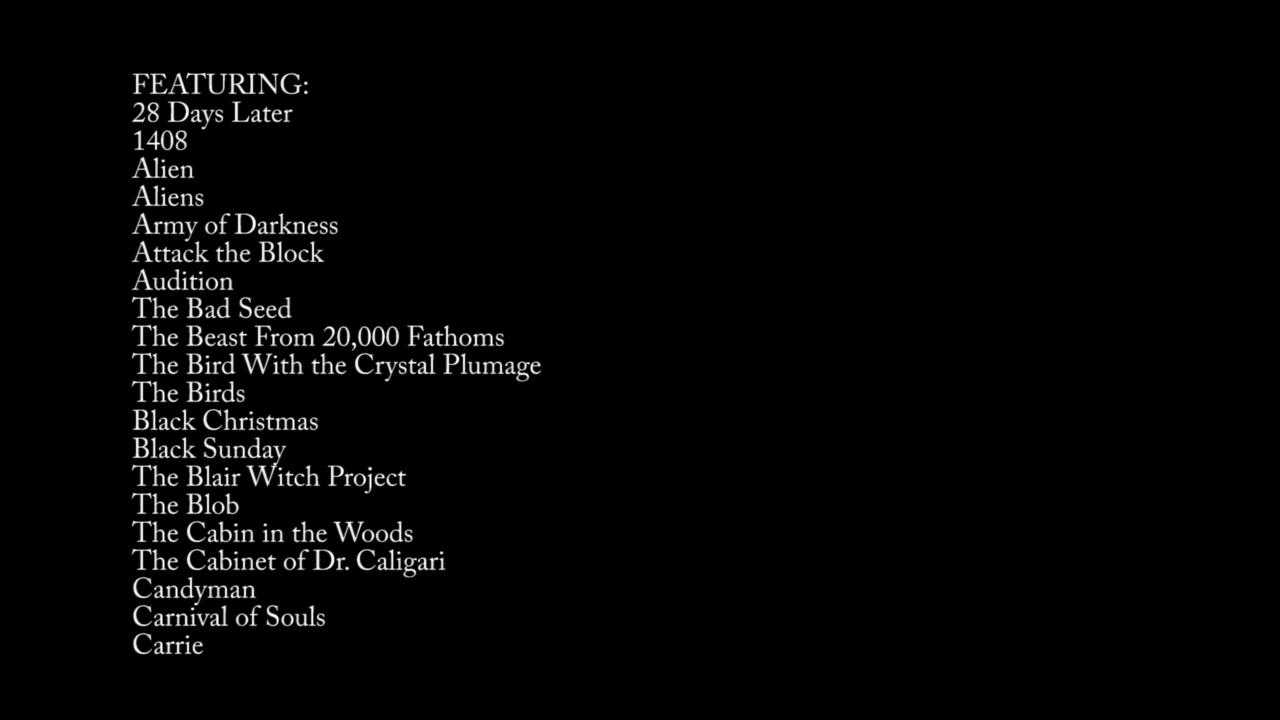 FEATURING:
28 Days Later
1408
Alien
Aliens
Army of Darkness
Attack the Block
Audition
The Bad Seed
The Beast From 20,000 Fathoms
The Bird With the Crystal Plumage
The Birds
Black Christmas
Black Sunday
The Blair Witch Project
The Blob
The Cabin in the Woods
The Cabinet of Dr. Caligari
Candyman
Carnival of Souls
Carrie